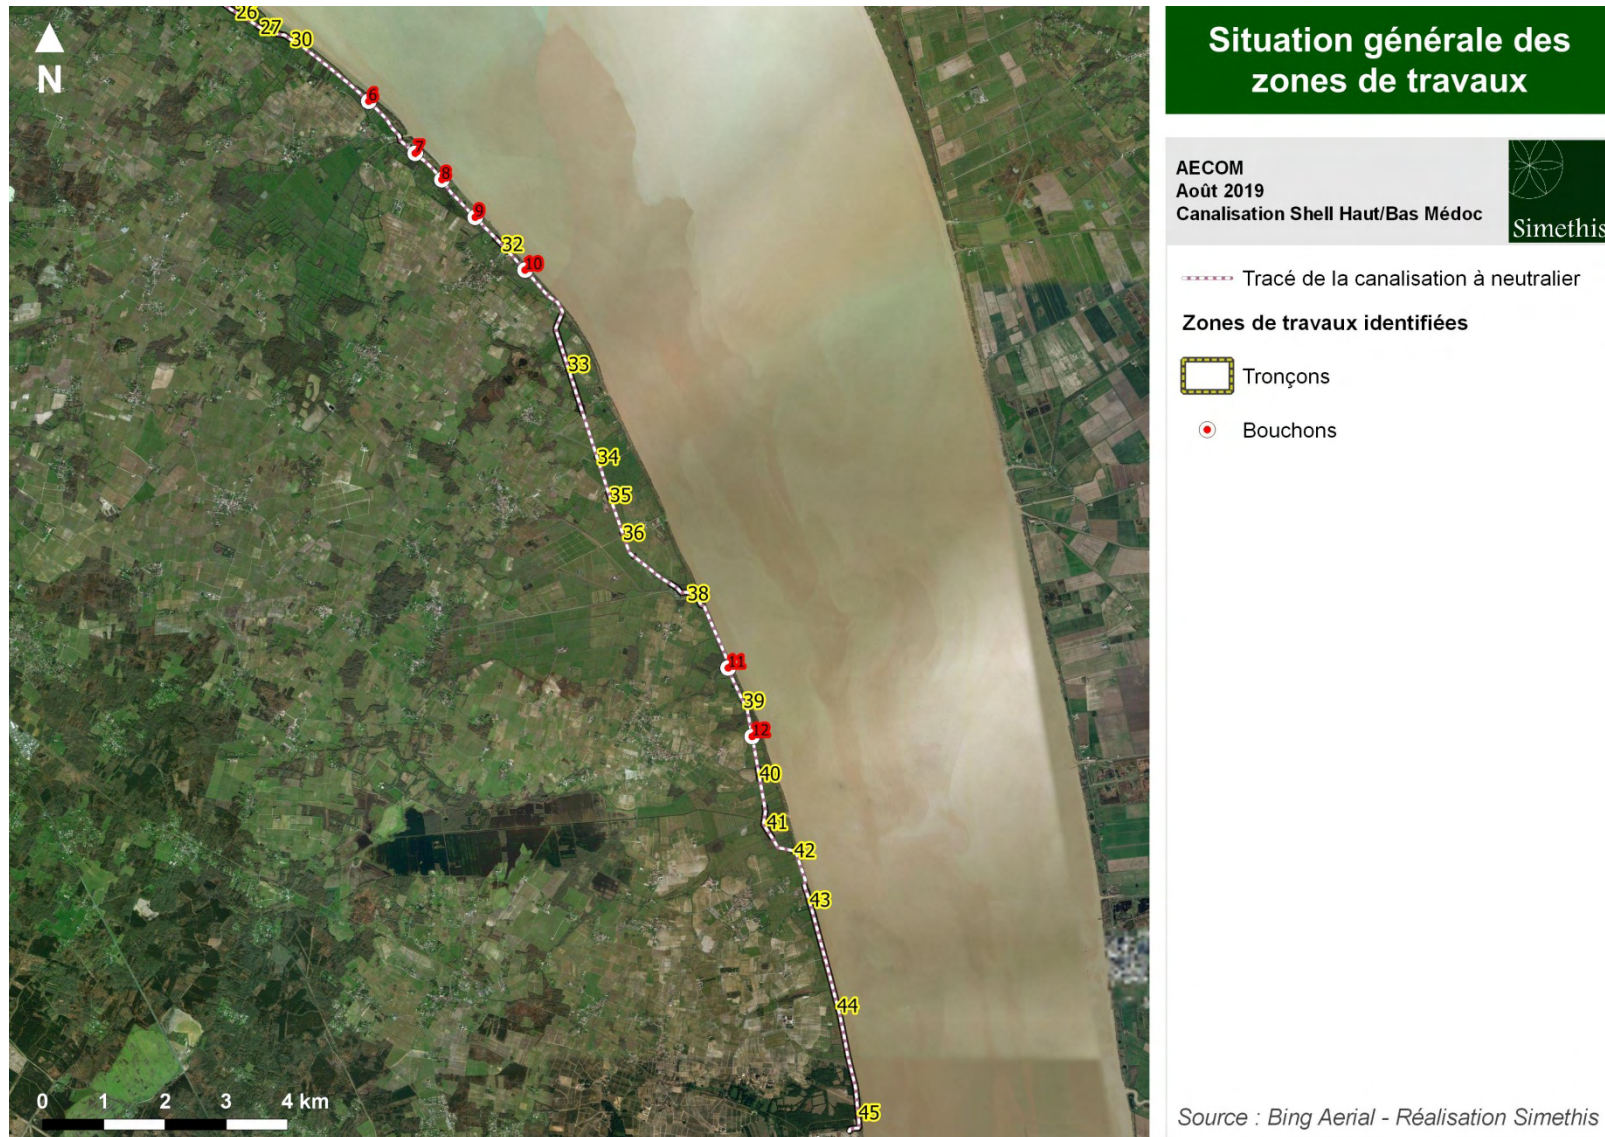 Situation générale des
zones de travaux
AECOM
Août 2019
Canalisation Shell Haut/Bas Médoc
Simethis
Tracé de la canalisation à neutralier
Zones de travaux identifiées
Tronçons
Bouchons
Source : Bing Aerial - Réalisation Simethis
N
26
27
30
6
7
8
9
32
10
33
34
35
36
38
11
39
12
40
41
42
43
44
45
0 1 2 3 4 km